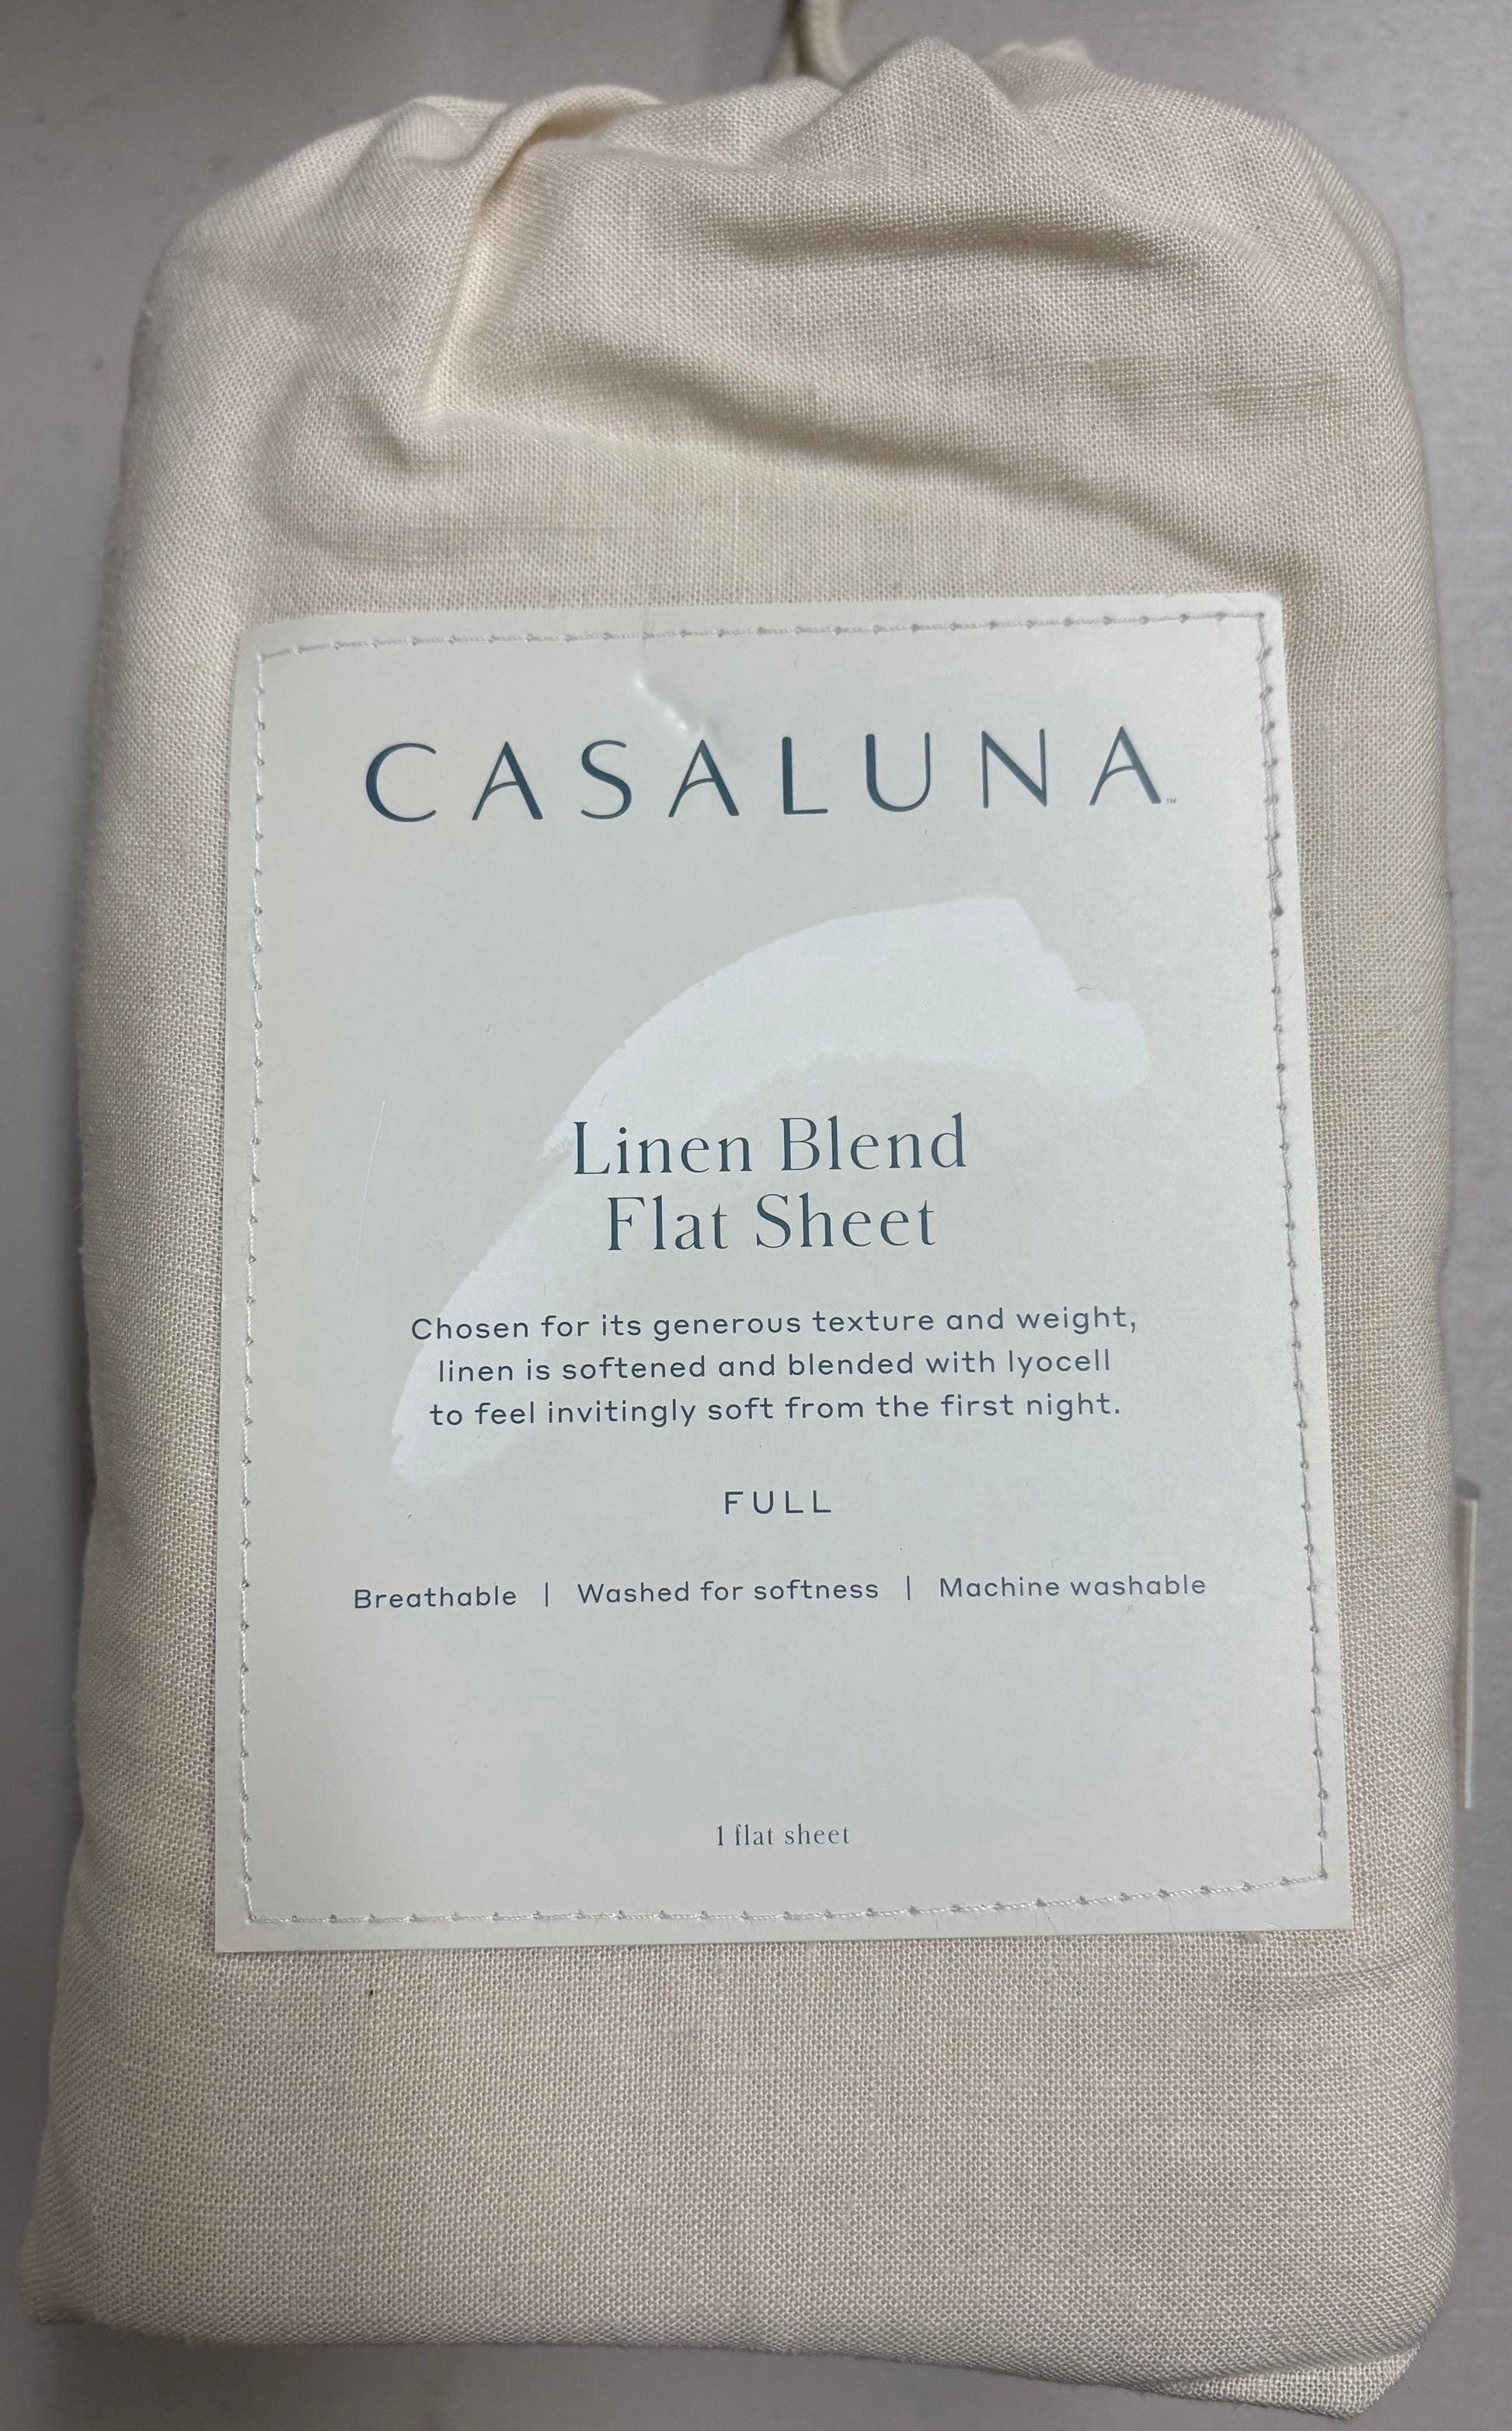 CASALUNA™
Linen Blend
Flat Sheet
Chosen for its generous texture and weight,
linen is softened and blended with lyocell
to feel invitingly soft from the first night.
FULL
Breathable | Washed for softness | Machine washable
1 flat sheet